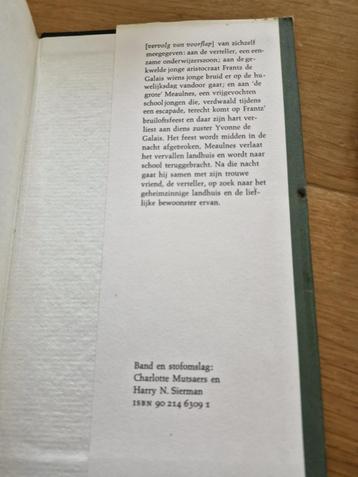 [vervolg van voorflap] van zichzelf
meegegeven: aan de verteller, een een-
zame onderwijzerszoon; aan de ge-
kwelde jonge aristocraat Frantz de
Galais wiens jonge bruid er op de hu-
welijksdag vandoor gaat; en aan ‘de
grote’ Meaulnes, een vrijgevochten
schooljongen die, verdwaald tijdens
een escapade, terecht komt op Frantz’
bruiloftsfeest en daar zijn hart ver-
liest aan diens zuster Yvonne de
Galais. Het feest wordt midden in de
nacht afgebroken, Meaulnes verlaat
het vervallen landhuis en wordt naar
school teruggebracht. Na die nacht
gaat hij samen met zijn trouwe
vriend, de verteller, op zoek naar het
geheimzinnige landhuis en de lief-
lijke bewoonster ervan.
Band en stofomslag:
Charlotte Mutsaers en
Harry N. Sierman
ISBN 90 214 6309 1